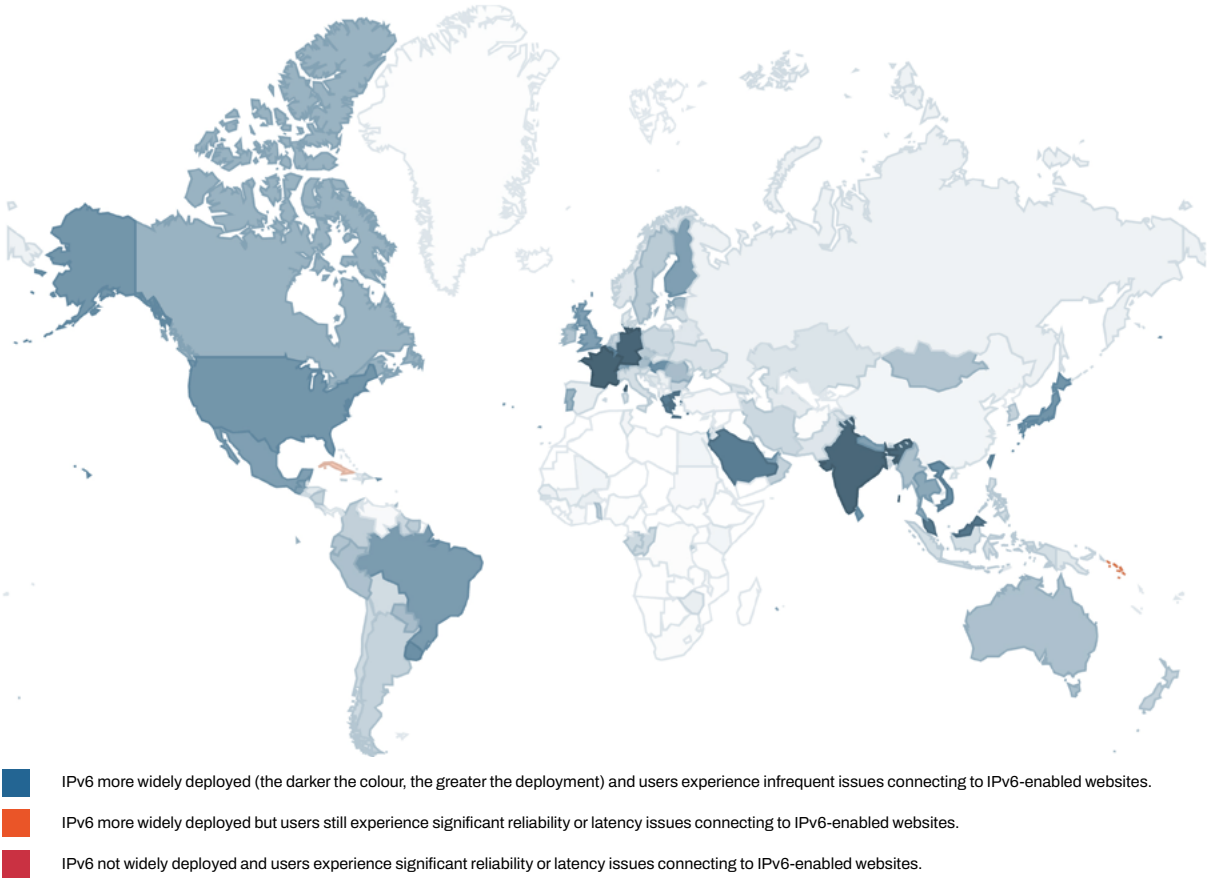 IPv6 more widely deployed (the darker the colour, the greater the deployment) and users experience infrequent issues connecting to IPv6-enabled websites.
IPv6 more widely deployed but users still experience significant reliability or latency issues connecting to IPv6-enabled websites.
IPv6 not widely deployed and users experience significant reliability or latency issues connecting to IPv6-enabled websites.